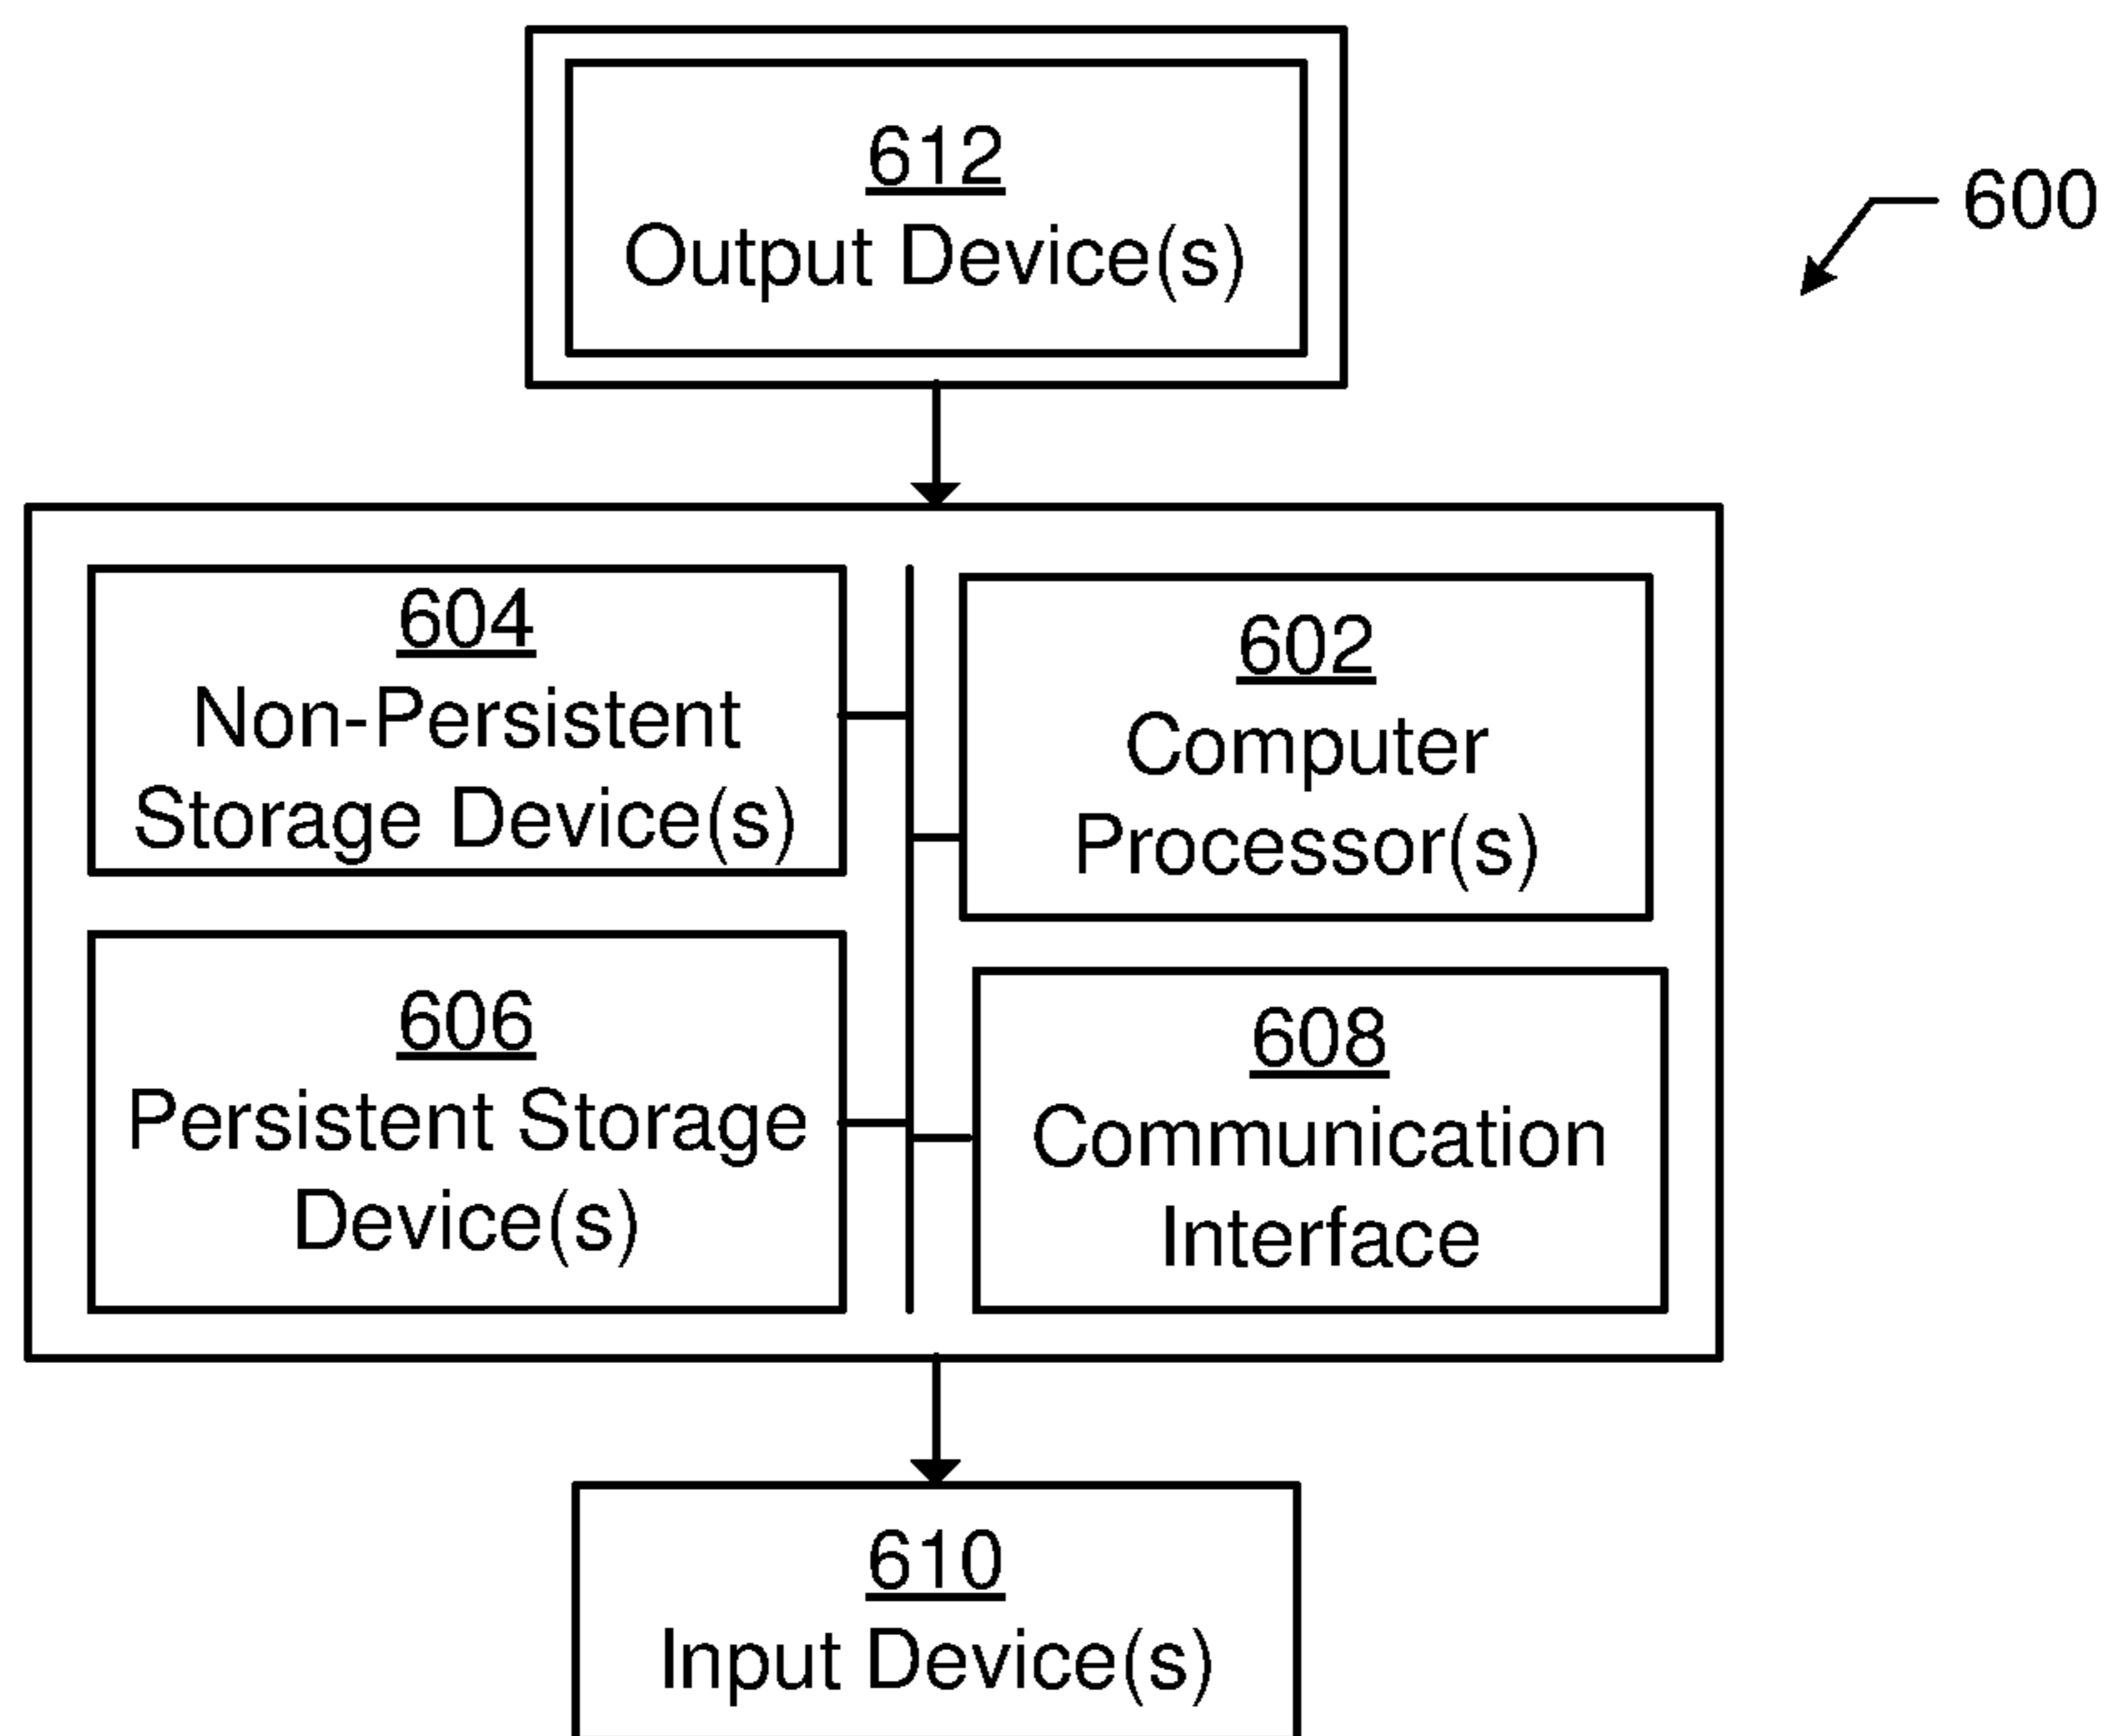 612
Output Device(s)
600
604
Non-Persistent
Storage Device(s)
602
Computer
Processor(s)
606
Persistent Storage
Device(s)
608
Communication
Interface
610
Input Device(s)